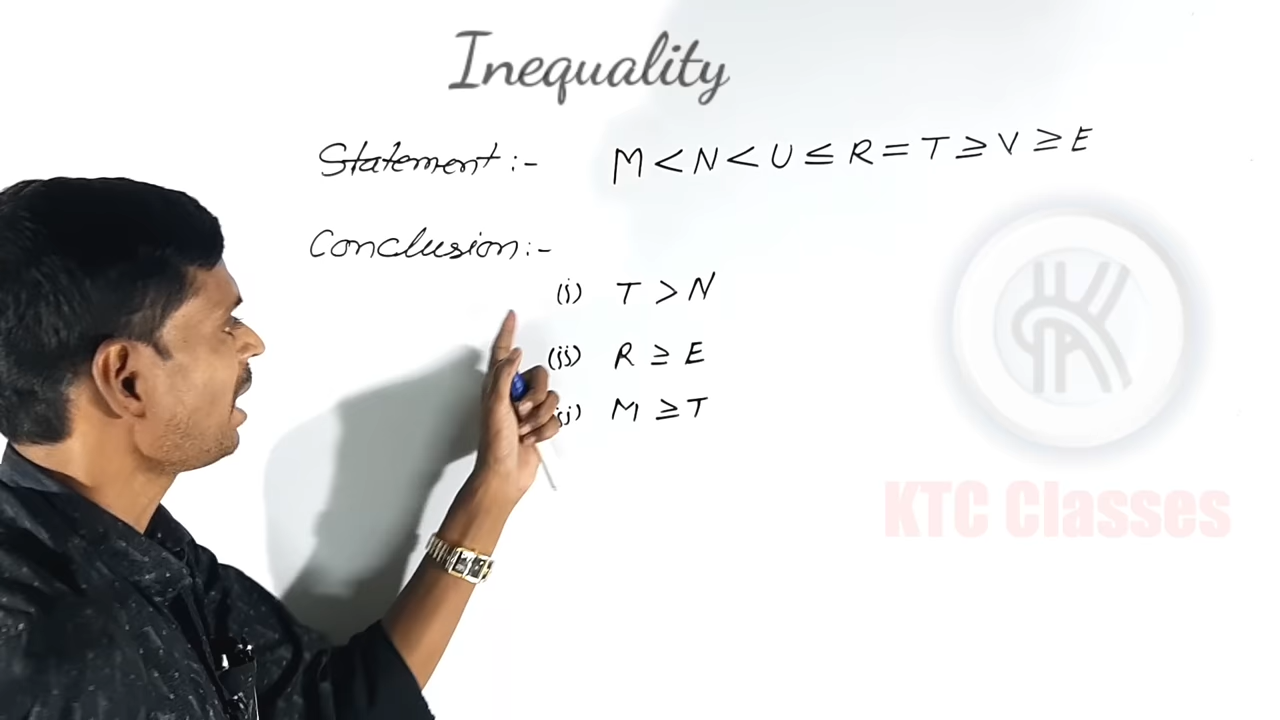 Inequality
Statement :- M < N < U ≤ R = T ≥ V ≥ E
Conclusion :-
(i) T > N
(ii) R ≥ E
M ≥ T
KTC Classes